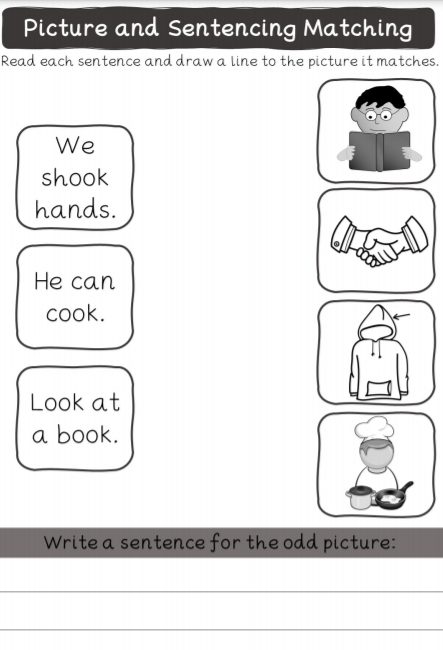 Picture and Sentencing Matching
Read each sentence and draw a line to the picture it matches.
We
shook
hands.
He can
cook.
Look at
a book.
Write a sentence for the odd picture: